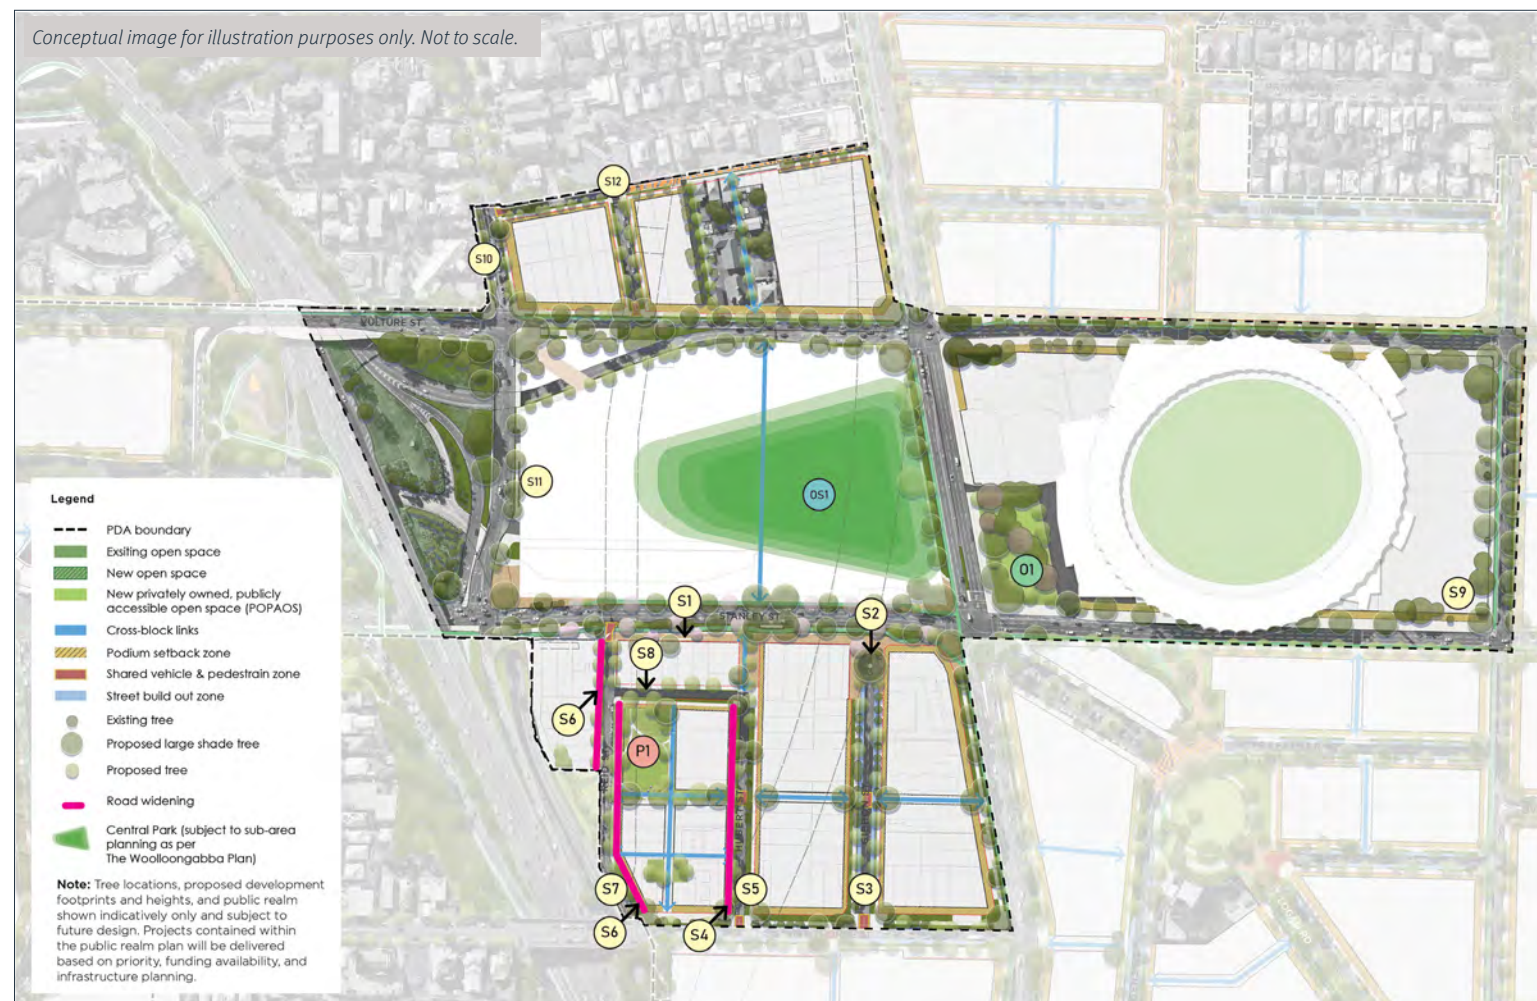 Conceptual image for illustration purposes only. Not to scale.
S12
S10
STANLEY ST
S11
OS1
O1
S9
S1
S2
S8
S6
P1
HUBERT ST
S7
S5
S3
S6
S4
Legend
PDA boundary
Exsiting open space
New open space
New privately owned, publicly
accessible open space (POPAOS)
Cross-block links
Podium setback zone
Shared vehicle & pedestrain zone
Street build out zone
Existing tree
Proposed large shade tree
Proposed tree
Road widening
Central Park (subject to sub-area
planning as per
The Woolloongabba Plan)
Note: Tree locations, proposed development
footprints and heights, and public realm
shown indicatively only and subject to
future design. Projects contained within
the public realm plan will be delivered
based on priority, funding availability, and
infrastructure planning.